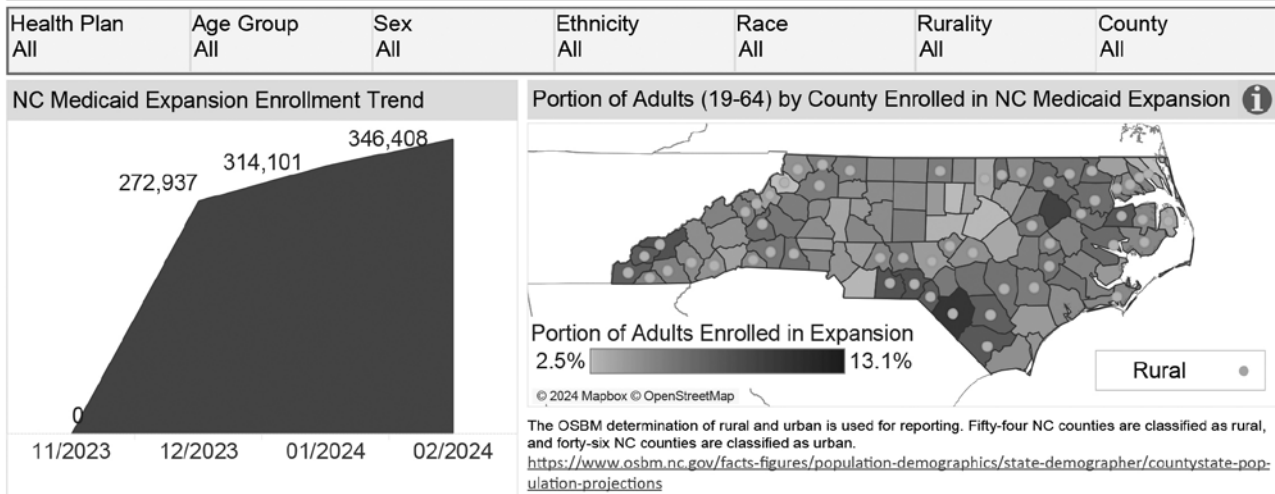 Health Plan Age Group Sex Ethnicity Race Rurality County
All All All All All All All
NC Medicaid Expansion Enrollment Trend
346,408
314,101
272,937
0
11/2023 12/2023 01/2024 02/2024
Portion of Adults (19-64) by County Enrolled in NC Medicaid Expansion i
Portion of Adults Enrolled in Expansion
2.5% 13.1%
Rural
© 2024 Mapbox © OpenStreetMap
The OSBM determination of rural and urban is used for reporting. Fifty-four NC counties are classified as rural,
and forty-six NC counties are classified as urban.
https://www.osbm.nc.gov/facts-figures/population-demographics/state-demographer/countystate-pop-
ulation-projections